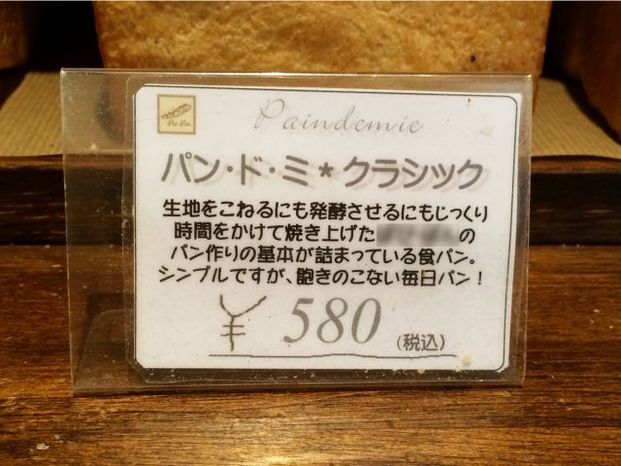 Paindemie
パン・ド・ミ*クラシック
生地をこねるにも発酵させるにもじっくり
時間をかけて焼き上げた の
パン作りの基本が詰まっている食パン。
シンプルですが、飽きのこない毎日パン!
¥580(税込)